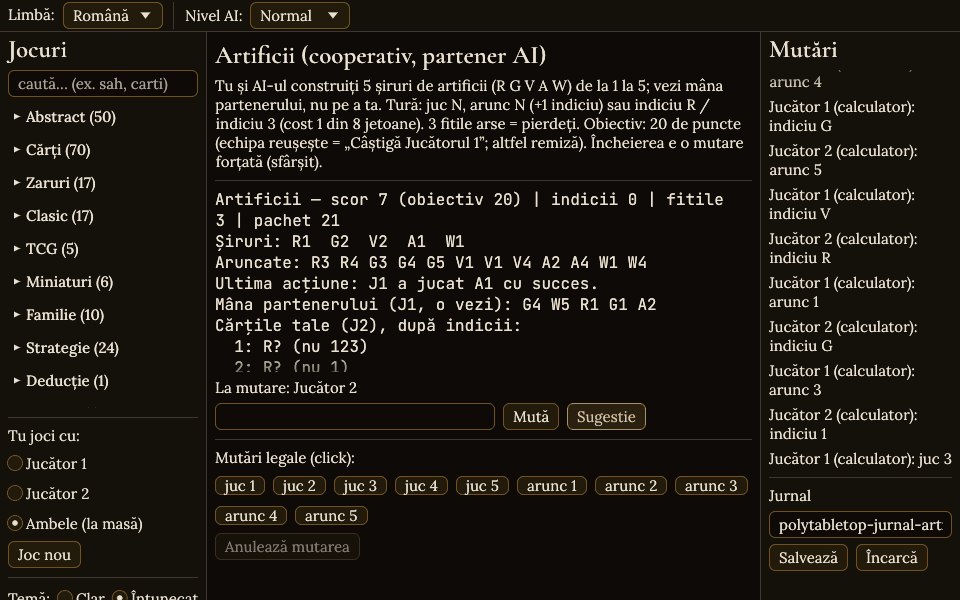 Limbă: Română ▼ Nivel AI: Normal ▼
Jocuri
caută... (ex. sah, carti)
▸ Abstract (50)
▸ Cărți (70)
▸ Zaruri (17)
▸ Clasic (17)
▸ TCG (5)
▸ Miniaturi (6)
▸ Familie (10)
▸ Strategie (24)
▸ Deducție (1)
Tu joci cu:
Jucător 1
Jucător 2
Ambele (la masă)
Joc nou
Temă: Clar Întunecat
Artificii (cooperativ, partener AI)
Tu și AI-ul construiți 5 șiruri de artificii (R G V A W) de la 1 la 5; vezi mâna
partenerului, nu pe a ta. Tură: juc N, arunc N (+1 indiciu) sau indiciu R /
indiciu 3 (cost 1 din 8 jetoane). 3 fitile arse = pierdeți. Obiectiv: 20 de puncte
(echipa reușește = „Câștigă Jucătorul 1”; altfel remiză). Încheierea e o mutare
forțată (sfârșit).
Artificii — scor 7 (obiectiv 20) | indicii 0 | fitile
3 | pachet 21
Șiruri: R1 G2 V2 A1 W1
Aruncate: R3 R4 G3 G4 G5 V1 V1 V4 A2 A4 W1 W4
Ultima acțiune: J1 a jucat A1 cu succes.
Mâna partenerului (J1, o vezi): G4 W5 R1 G1 A2
Cărțile tale (J2), după indicii:
1: R? (nu 123)
2: R? (nu 1)
La mutare: Jucător 2
Mută Sugestie
Mutări legale (click):
juc 1 juc 2 juc 3 juc 4 juc 5 arunc 1 arunc 2 arunc 3
arunc 4 arunc 5
Anulează mutarea
Mutări
arunc 4
Jucător 1 (calculator):
indiciu G
Jucător 2 (calculator):
arunc 5
Jucător 1 (calculator):
indiciu V
Jucător 2 (calculator):
indiciu R
Jucător 1 (calculator):
arunc 1
Jucător 2 (calculator):
indiciu G
Jucător 1 (calculator):
arunc 3
Jucător 2 (calculator):
indiciu 1
Jucător 1 (calculator): juc 3
Jurnal
polytabletop-jurnal-art
Salvează Încarcă